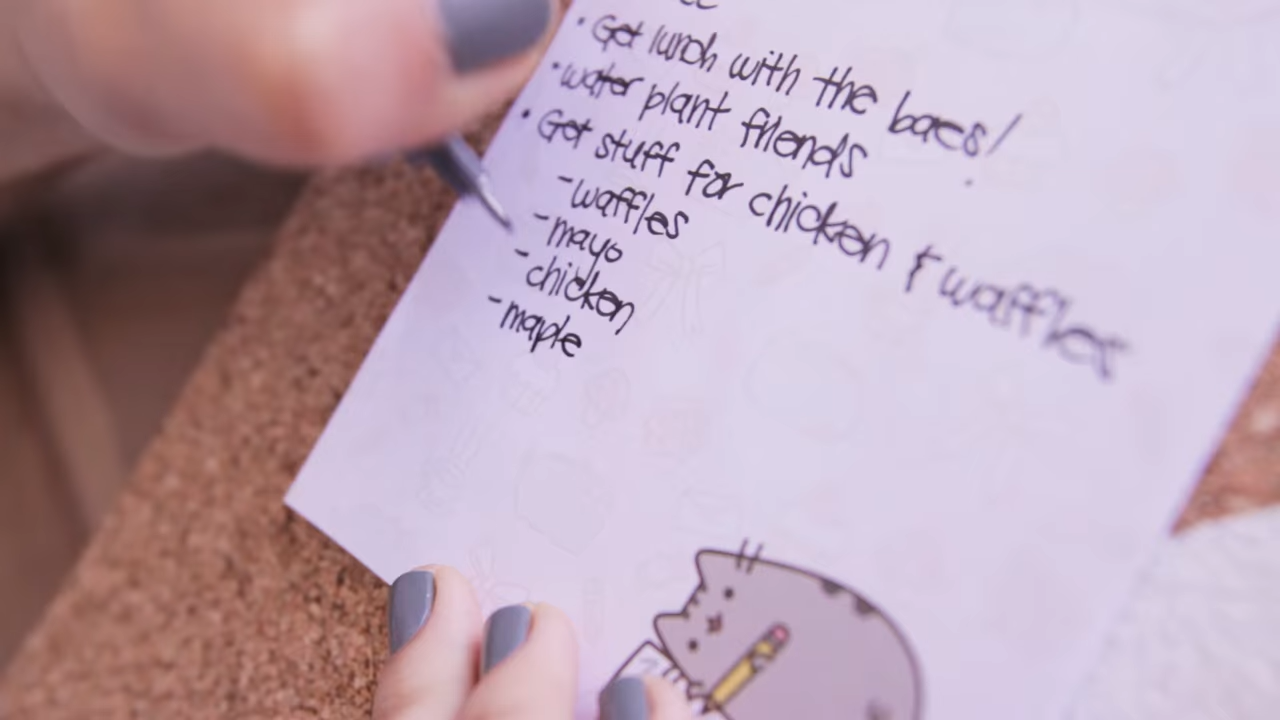 • Get lunch with the baes!
• water plant friends
• Get stuff for chicken & waffles
- waffles
- mayo
- chicken
- maple